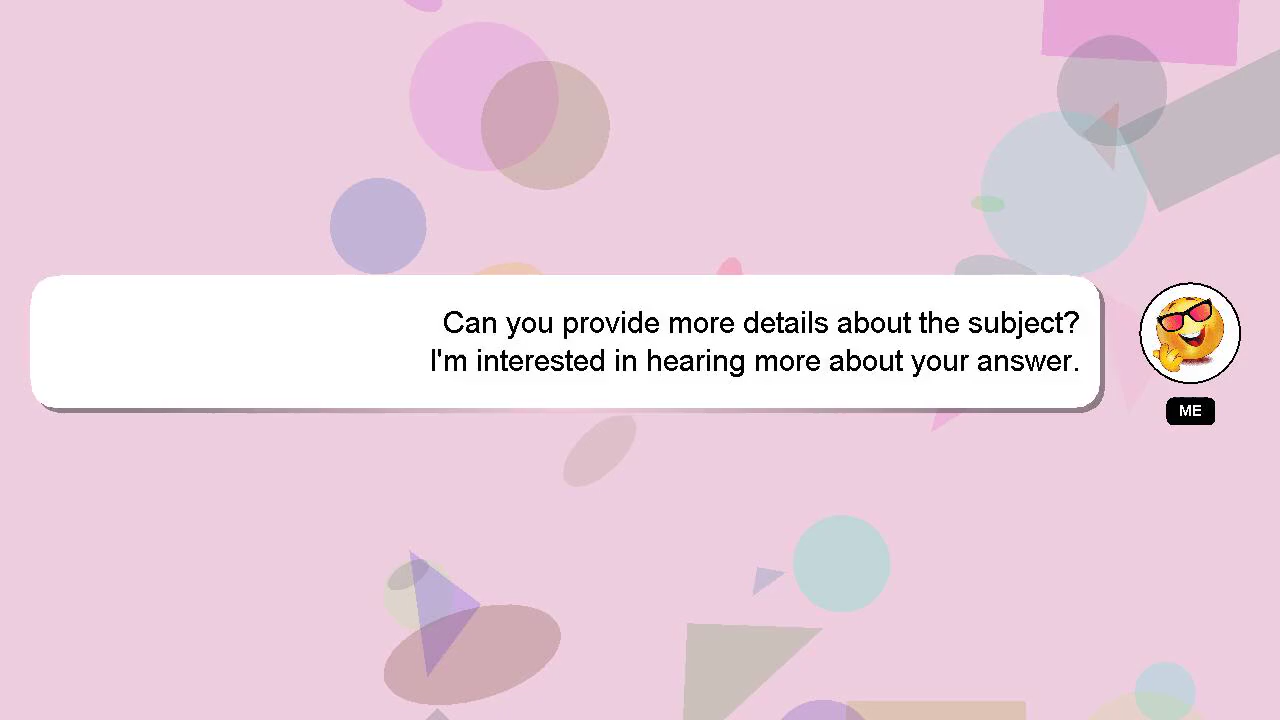 Can you provide more details about the subject?
I'm interested in hearing more about your answer.
ME